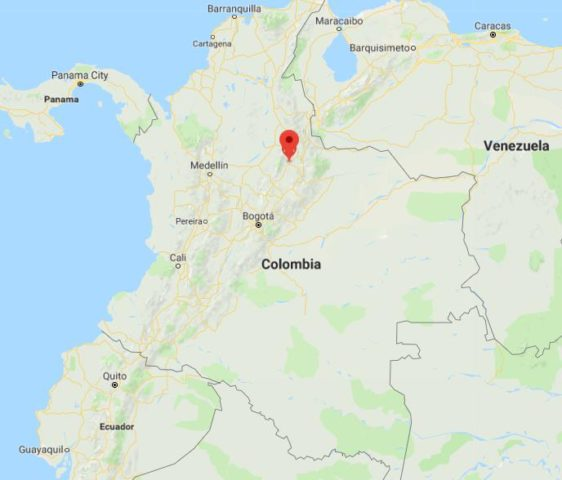 Barranquilla
Maracaibo
Caracas
Cartagena
Barquisimeto
Panama City
Panama
Venezuela
Medellin
Bogotá
Pereira
Cali
Colombia
Quito
Ecuador
Guayaquil